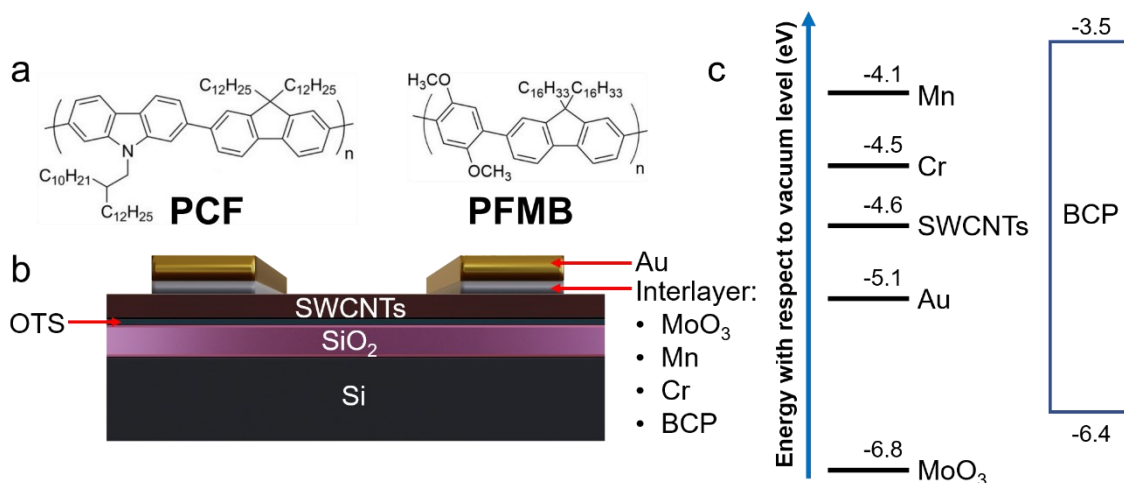 a
C₁₂H₂₅ C₁₂H₂₅
N
n
C₁₀H₂₁
C₁₂H₂₅
PCF
H₃CO
C₁₆H₃₃ C₁₆H₃₃
OCH₃
n
PFMB
b
Au
Interlayer:
• MoO₃
• Mn
• Cr
• BCP
SWCNTs
OTS
SiO₂
Si
c
Energy with respect to vacuum level (eV)
-4.1
Mn
-4.5
Cr
-4.6
SWCNTs
-5.1
Au
-6.8
MoO₃
-3.5
BCP
-6.4